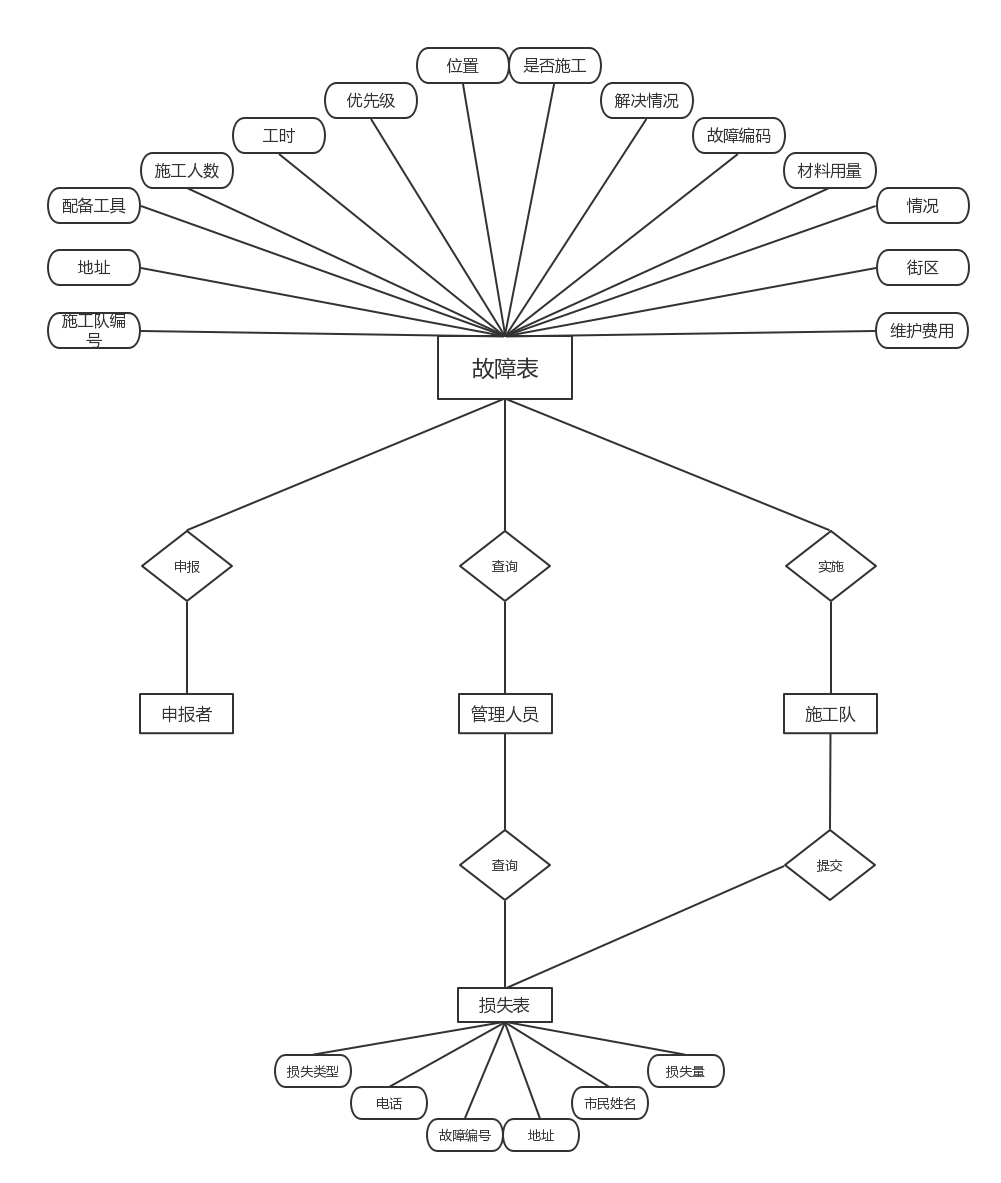 位置
是否施工
优先级
解决情况
工时
故障编码
施工人数
材料用量
配备工具
情况
地址
街区
施工队编
号
维护费用
故障表
申报
查询
实施
申报者
管理人员
施工队
查询
提交
损失表
损失类型
损失量
电话
市民姓名
故障编号
地址